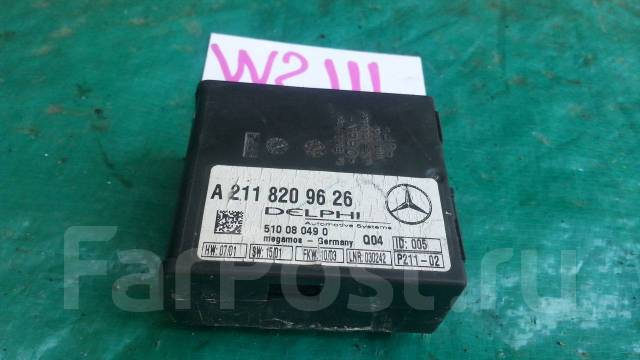 W211
A 211 820 96 26
DELPHI
Automotive Systems
51 08 049 0
Q04
ID: 005
megamos - Germany
HW: 07/01
SW: 15/01
FKW: 10/03
LNR: 030242
P211-02
FarPost.ru